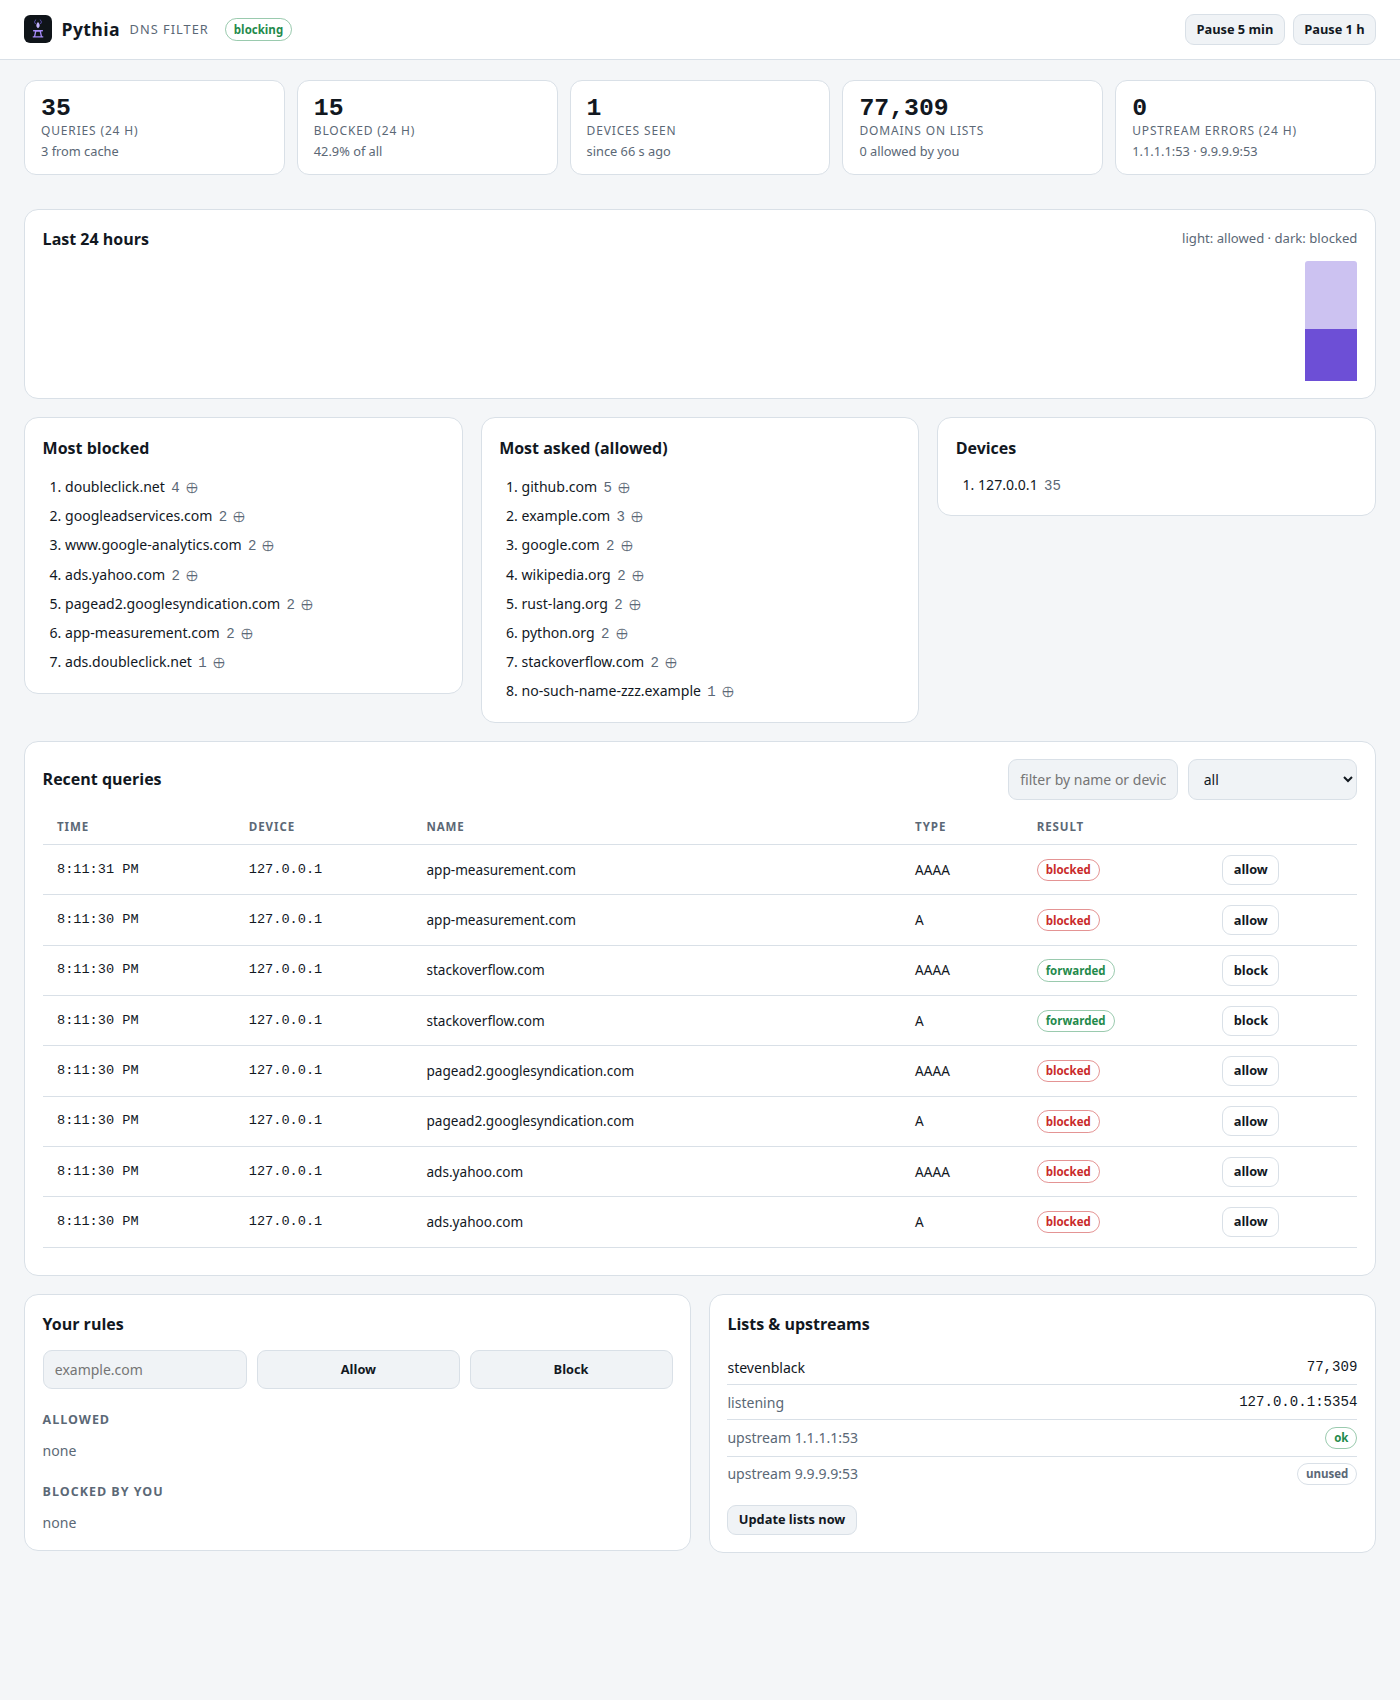 Pythia DNS FILTER blocking Pause 5 min Pause 1 h
35 15 1 77,309 0
QUERIES (24 H) BLOCKED (24 H) DEVICES SEEN DOMAINS ON LISTS UPSTREAM ERRORS (24 H)
3 from cache 42.9% of all since 66 s ago 0 allowed by you 1.1.1.1:53 · 9.9.9.9:53
Last 24 hours light: allowed · dark: blocked
Most blocked
1. doubleclick.net 4
2. googleadservices.com 2
3. www.google-analytics.com 2
4. ads.yahoo.com 2
5. pagead2.googlesyndication.com 2
6. app-measurement.com 2
7. ads.doubleclick.net 1
Most asked (allowed)
1. github.com 5
2. example.com 3
3. google.com 2
4. wikipedia.org 2
5. rust-lang.org 2
6. python.org 2
7. stackoverflow.com 2
8. no-such-name-zzz.example 1
Devices
1. 127.0.0.1 35
Recent queries filter by name or devic all
TIME DEVICE NAME TYPE RESULT
8:11:31 PM 127.0.0.1 app-measurement.com AAAA blocked allow
8:11:30 PM 127.0.0.1 app-measurement.com A blocked allow
8:11:30 PM 127.0.0.1 stackoverflow.com AAAA forwarded block
8:11:30 PM 127.0.0.1 stackoverflow.com A forwarded block
8:11:30 PM 127.0.0.1 pagead2.googlesyndication.com AAAA blocked allow
8:11:30 PM 127.0.0.1 pagead2.googlesyndication.com A blocked allow
8:11:30 PM 127.0.0.1 ads.yahoo.com AAAA blocked allow
8:11:30 PM 127.0.0.1 ads.yahoo.com A blocked allow
Your rules
example.com Allow Block
ALLOWED
none
BLOCKED BY YOU
none
Lists & upstreams
stevenblack 77,309
listening 127.0.0.1:5354
upstream 1.1.1.1:53 ok
upstream 9.9.9.9:53 unused
Update lists now